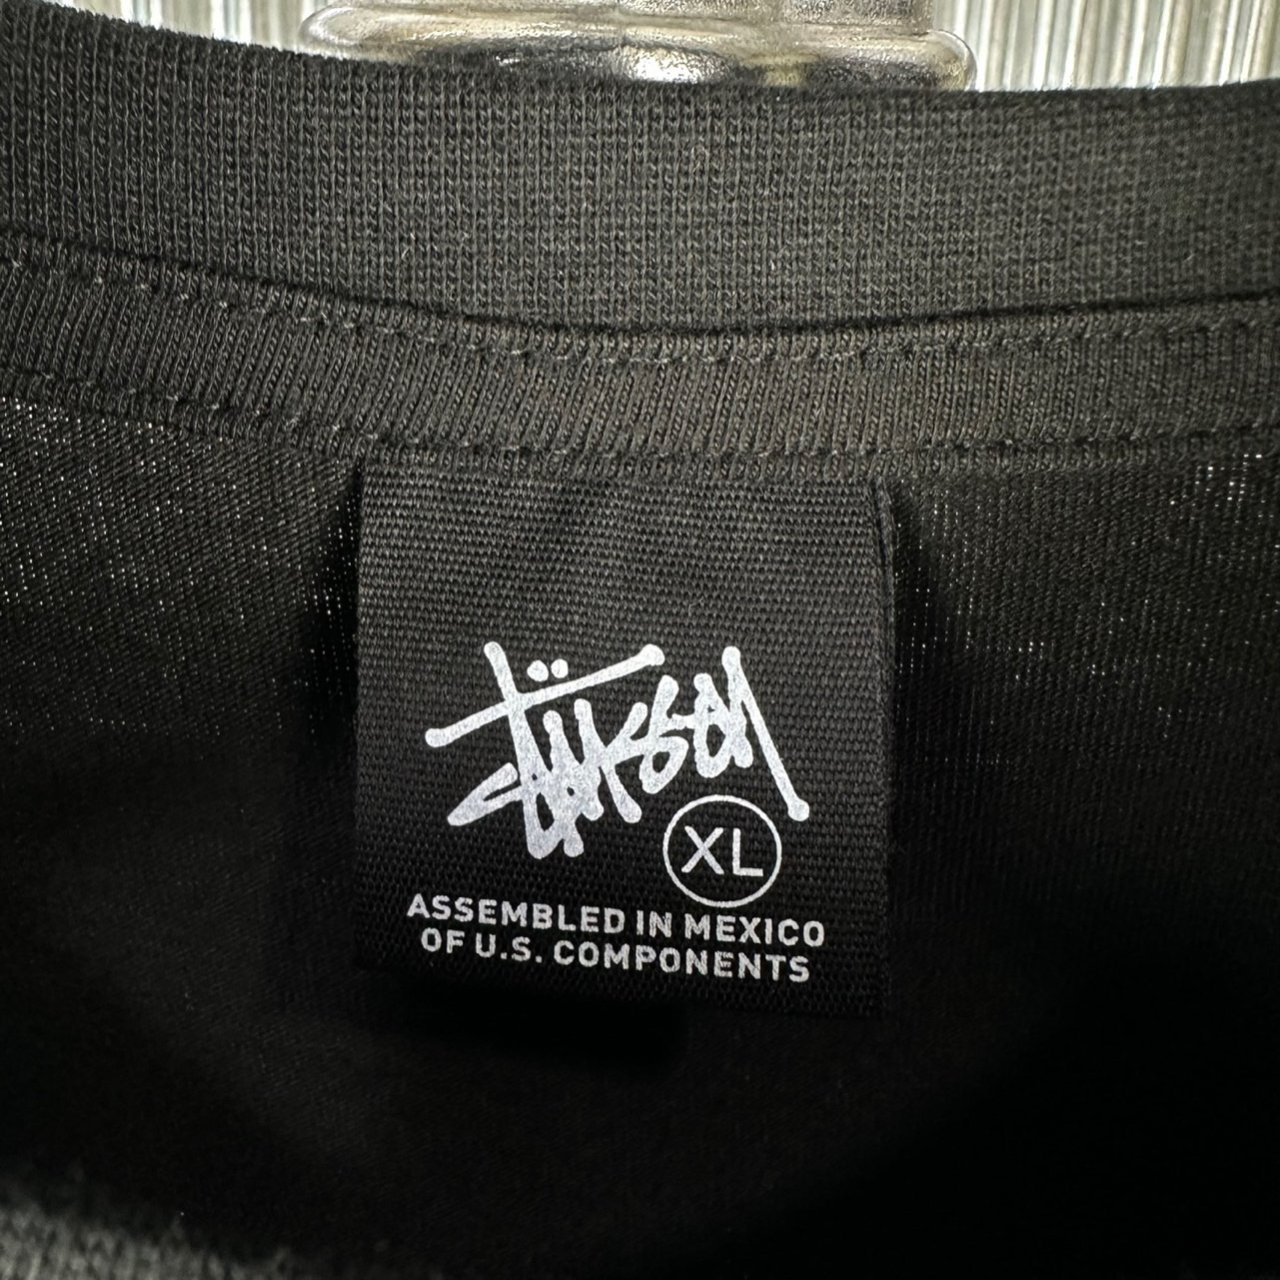 Stüssy
XL
ASSEMBLED IN MEXICO
OF U.S. COMPONENTS